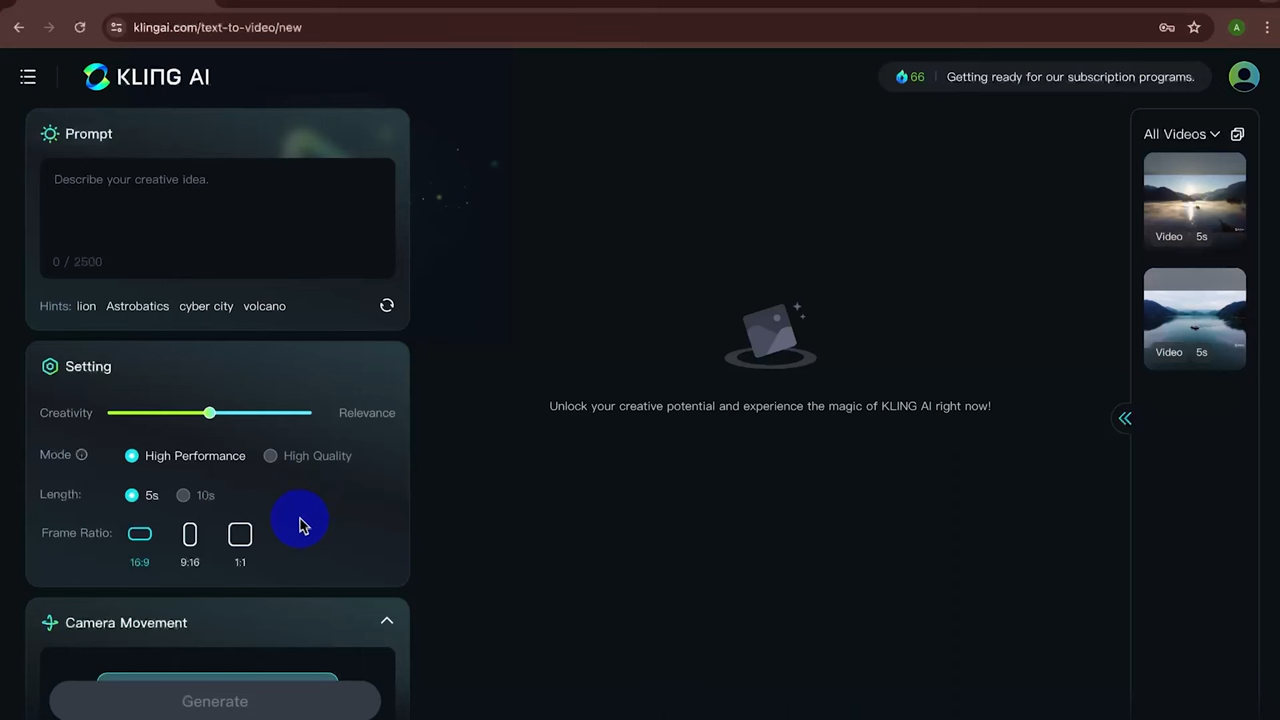 klingai.com/text-to-video/new
A
KLING AI
66
Getting ready for our subscription programs.
Prompt
Describe your creative idea.
0 / 2500
Hints: lion Astrobatics cyber city volcano
Setting
Creativity Relevance
Mode High Performance High Quality
Length: 5s 10s
Frame Ratio:
16:9 9:16 1:1
Camera Movement
Generate
Unlock your creative potential and experience the magic of KLING AI right now!
All Videos
Video 5s
Video 5s